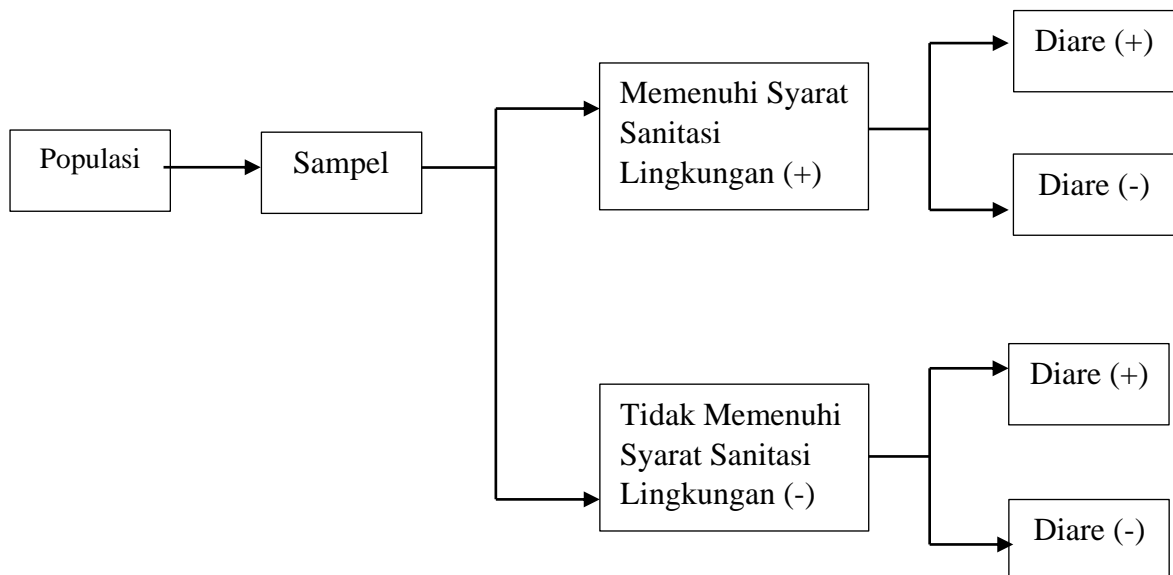 Populasi
Sampel
Memenuhi Syarat
Sanitasi
Lingkungan (+)
Diare (+)
Diare (-)
Tidak Memenuhi
Syarat Sanitasi
Lingkungan (-)
Diare (+)
Diare (-)